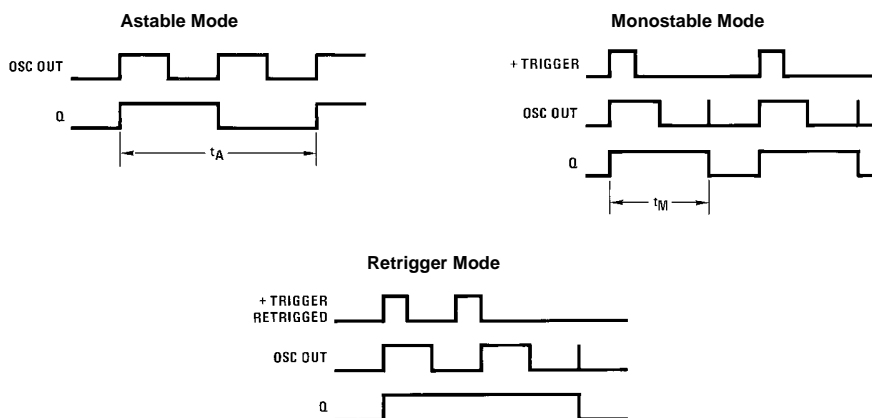 Astable Mode
OSC OUT
Q
tA
Monostable Mode
+ TRIGGER
OSC OUT
Q
tM
Retrigger Mode
+ TRIGGER
RETRIGGED
OSC OUT
Q